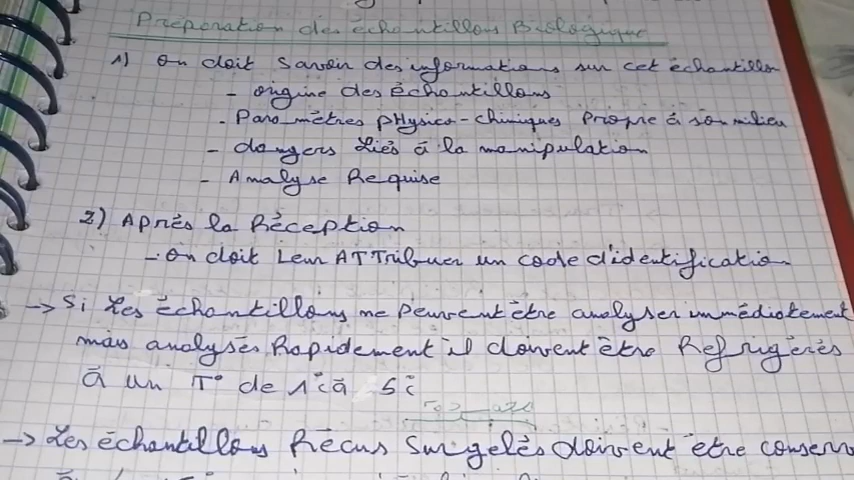 Préparation des échantillons Biologique
1) On doit savoir des informations sur cet échantillon
- origine des échantillons
- Paramètres pHysico-chimiques Propre à son milieu
- dangers Liés à la manipulation
- Analyse Requise
2) Après la Réception
- On doit Leur ATTribuer un code d'identification
→ Si Les échantillons ne peuvent être analyser immédiatement
mais analysés Rapidement il doivent être Refrigérés
à un T° de 1°c à 5°c
→ Les échantillons Récus Surgelés doivent être conserv